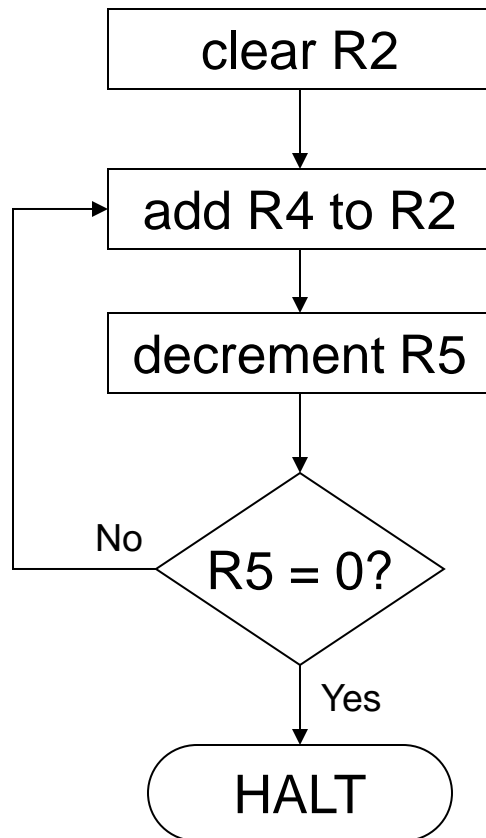 clear R2
add R4 to R2
decrement R5
No
R5 = 0?
Yes
HALT